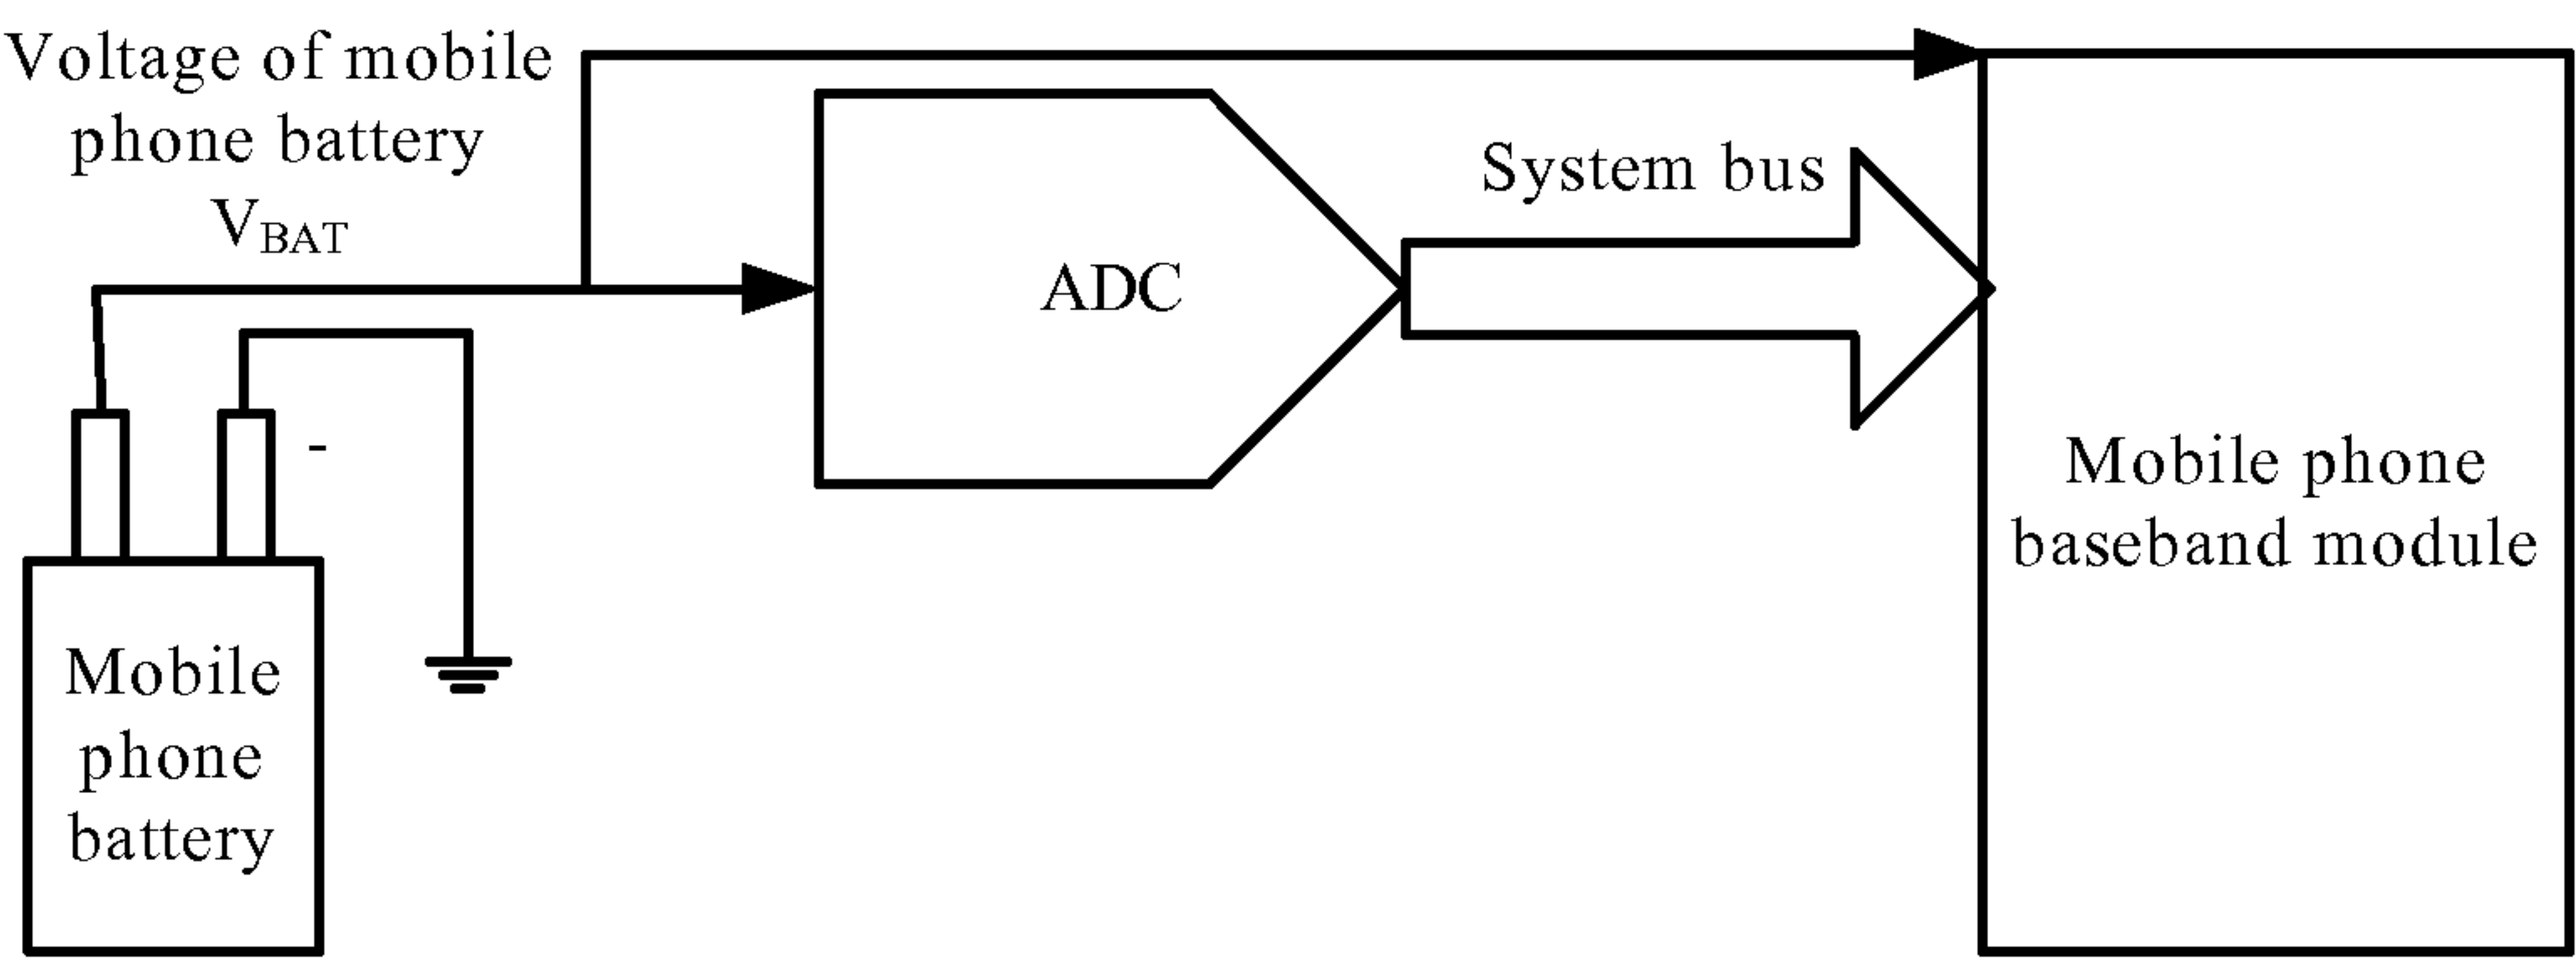 Voltage of mobile
phone battery
VBAT
System bus
ADC
-
Mobile phone
baseband module
Mobile
phone
battery